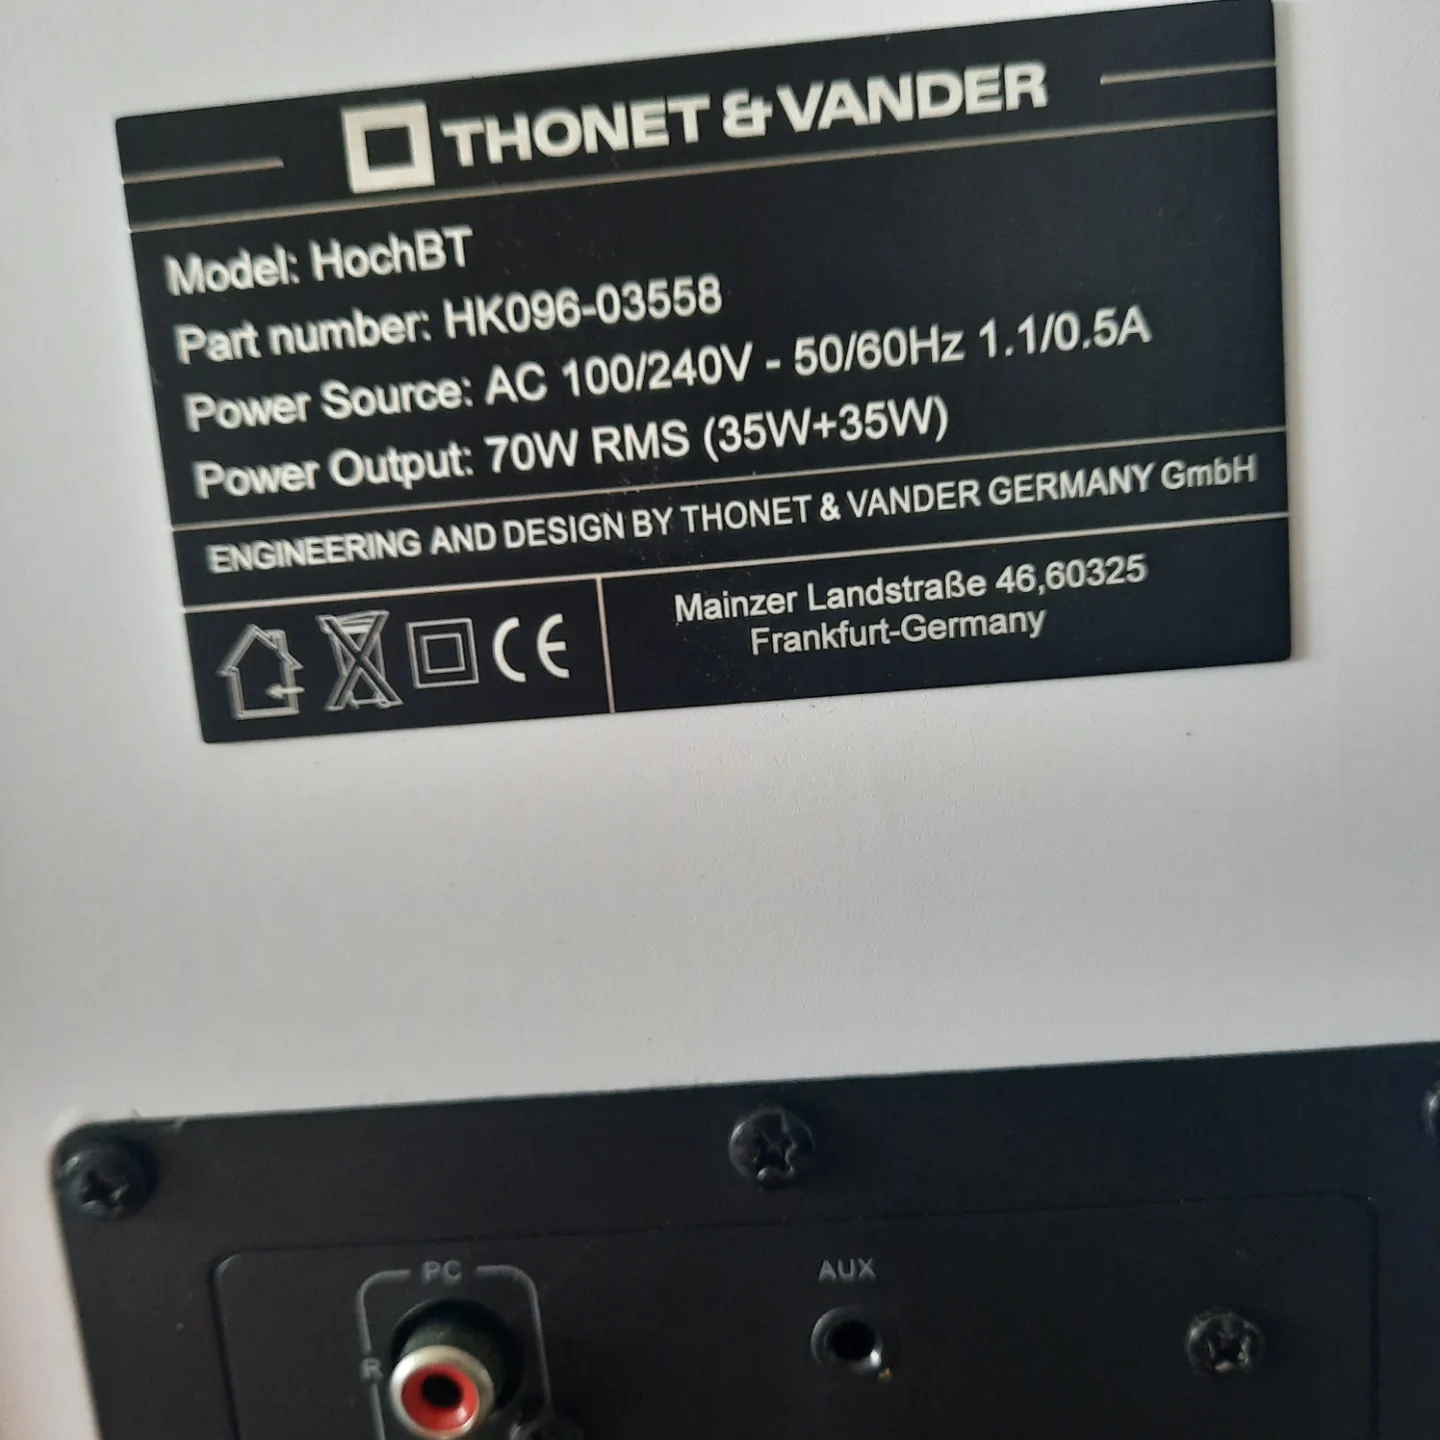 THONET & VANDER
Model: HochBT
Part number: HK096-03558
Power Source: AC 100/240V - 50/60Hz 1.1/0.5A
Power Output: 70W RMS (35W+35W)
ENGINEERING AND DESIGN BY THONET & VANDER GERMANY GmbH
CE
Mainzer Landstraße 46,60325
Frankfurt-Germany
PC
AUX
R